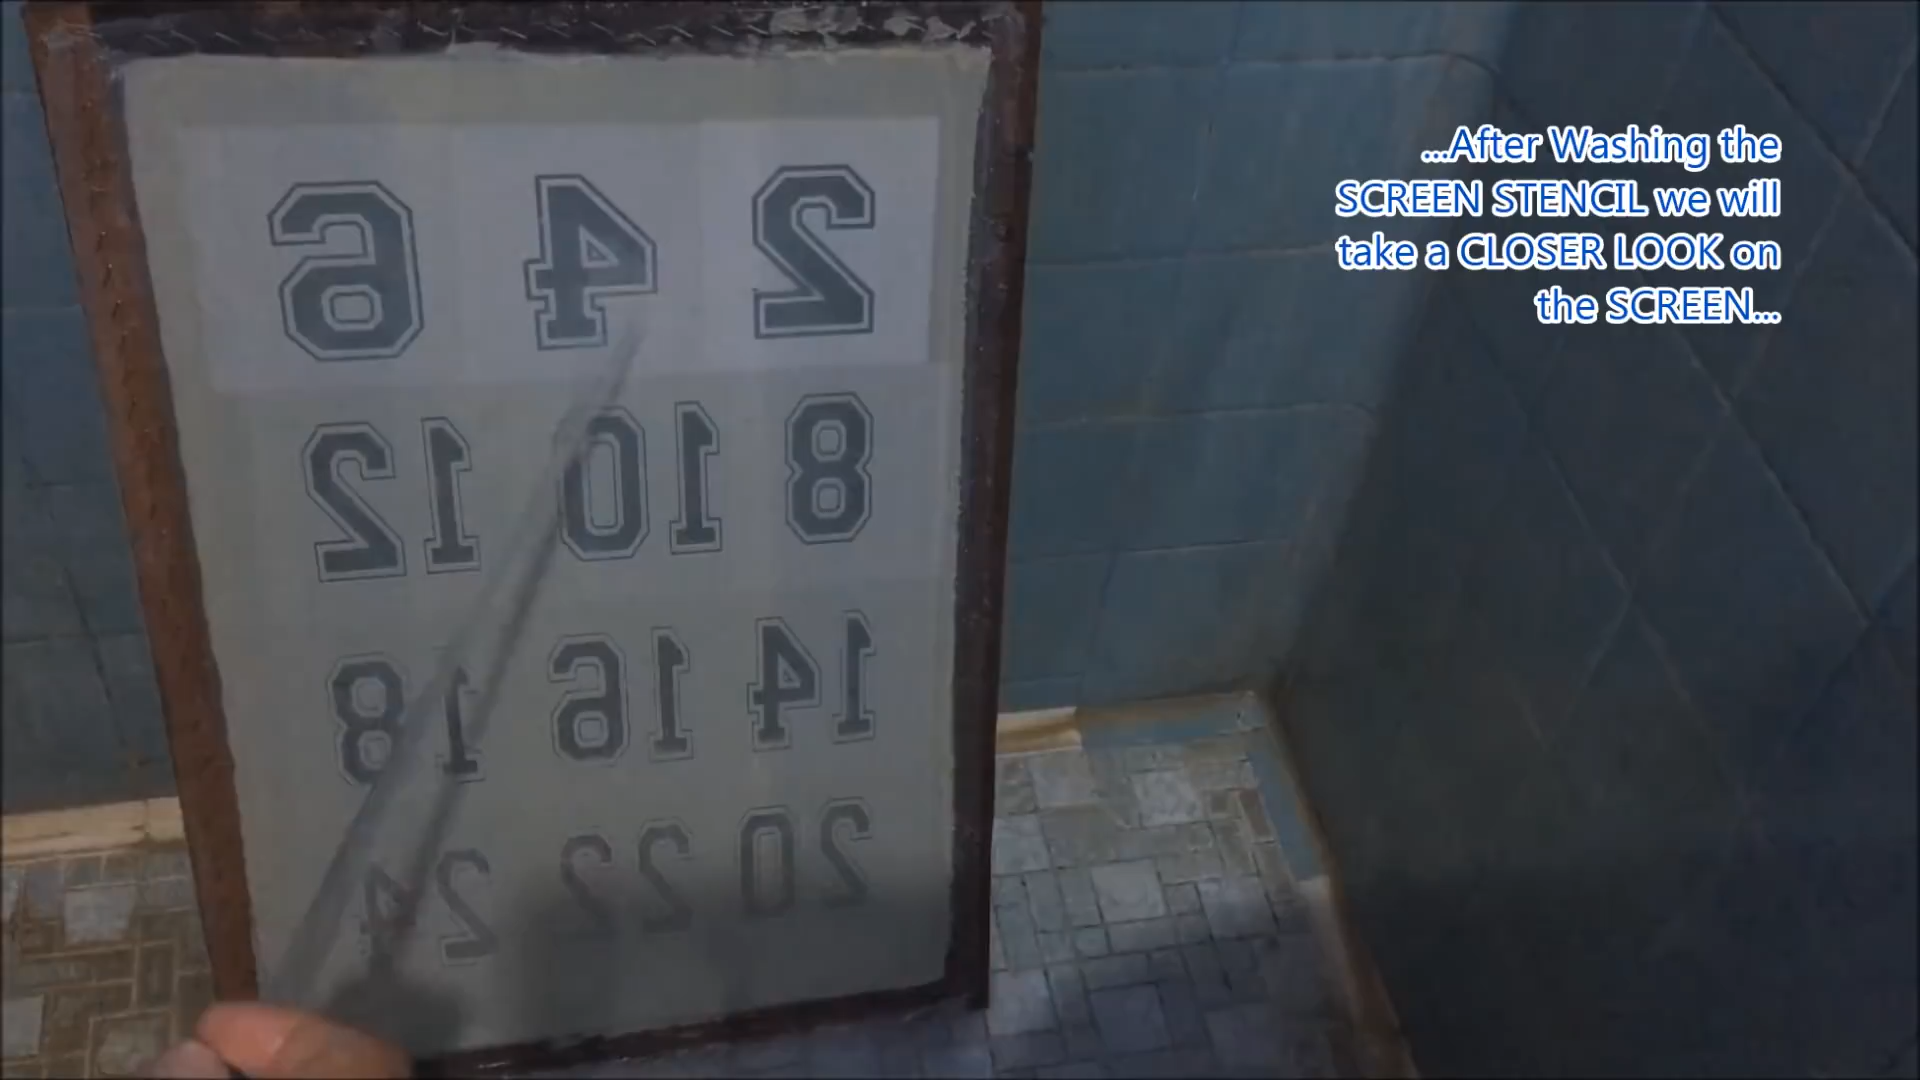 ...After Washing the
SCREEN STENCIL we will
take a CLOSER LOOK on
the SCREEN...
2 4 6
8 10 12
14 16 18
20 22 24